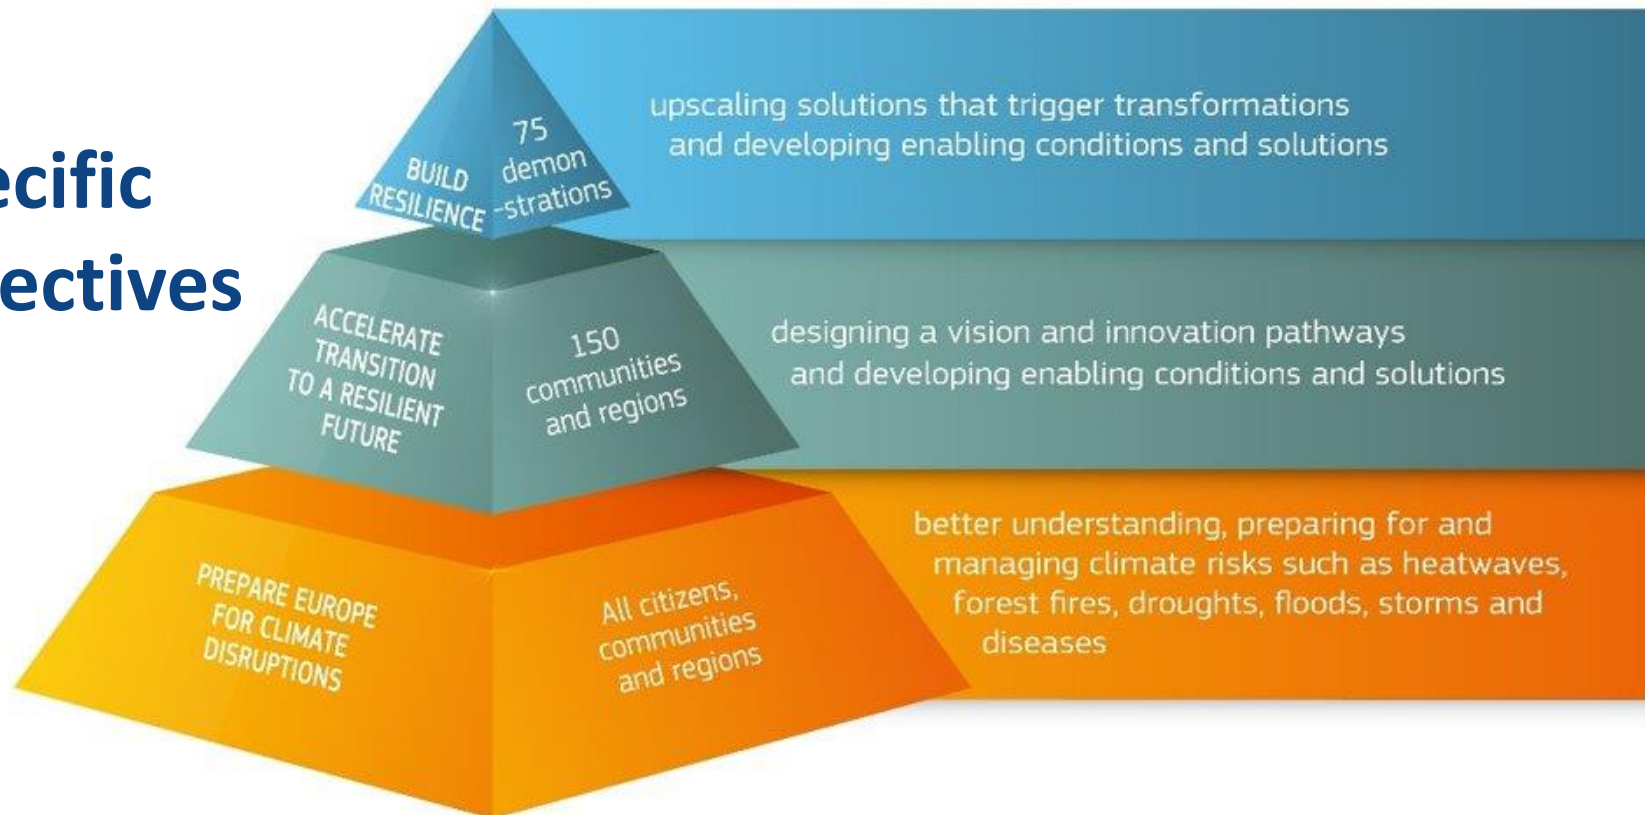 ecific
ectives
BUILD
RESILIENCE
75
demon
-strations
upscaling solutions that trigger transformations
and developing enabling conditions and solutions
ACCELERATE
TRANSITION
TO A RESILIENT
FUTURE
150
communities
and regions
designing a vision and innovation pathways
and developing enabling conditions and solutions
PREPARE EUROPE
FOR CLIMATE
DISRUPTIONS
All citizens,
communities
and regions
better understanding, preparing for and
managing climate risks such as heatwaves,
forest fires, droughts, floods, storms and
diseases